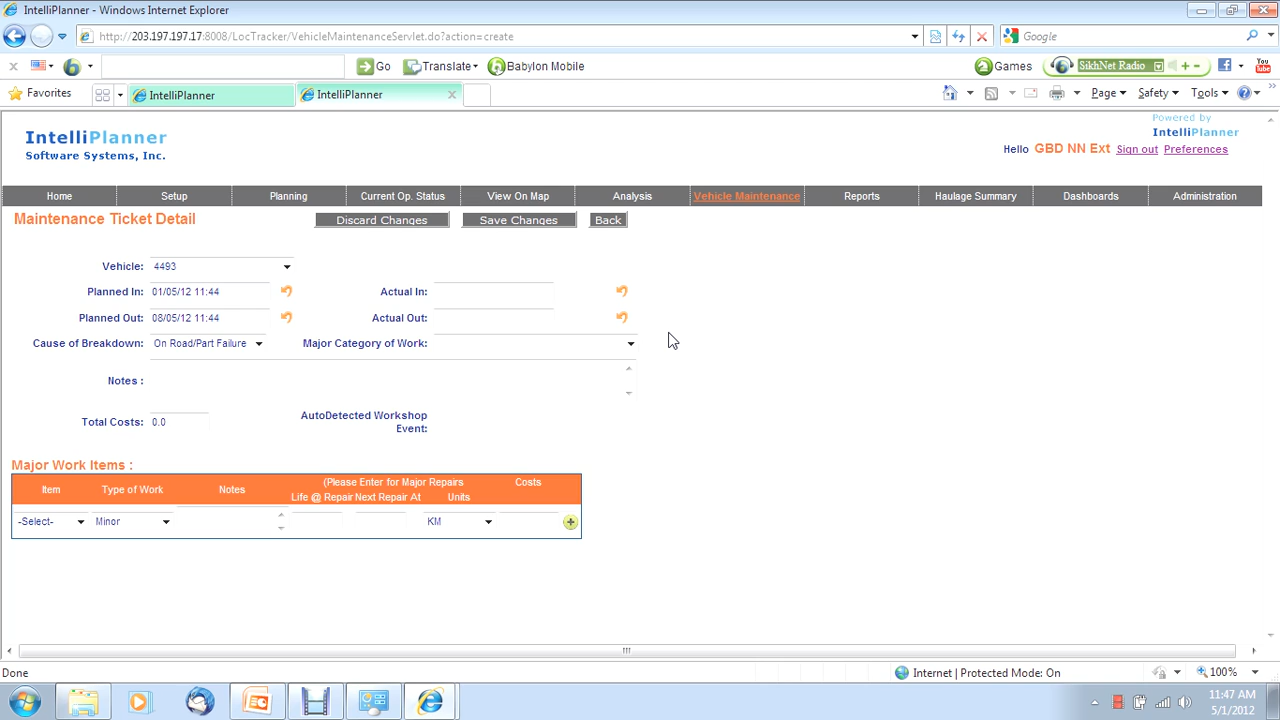 IntelliPlanner - Windows Internet Explorer
http://203.197.197.17:8008/LocTracker/VehicleMaintenanceServlet.do?action=create
Google
Go
Translate
Babylon Mobile
Games
SikhNet Radio
You Tube
Favorites
IntelliPlanner
IntelliPlanner
Page
Safety
Tools
IntelliPlanner
Software Systems, Inc.
Powered by
IntelliPlanner
Hello GBD NN Ext Sign out Preferences
Home
Setup
Planning
Current Op. Status
View On Map
Analysis
Vehicle Maintenance
Reports
Haulage Summary
Dashboards
Administration
Maintenance Ticket Detail
Discard Changes
Save Changes
Back
Vehicle: 4493
Planned In: 01/05/12 11:44
Actual In:
Planned Out: 08/05/12 11:44
Actual Out:
Cause of Breakdown: On Road/Part Failure
Major Category of Work:
Notes :
Total Costs: 0.0
AutoDetected Workshop
Event:
Major Work Items :
Item
Type of Work
Notes
(Please Enter for Major Repairs
Life @ Repair Next Repair At
Units
Costs
-Select-
Minor
KM
Done
Internet | Protected Mode: On
100%
11:47 AM
5/1/2012